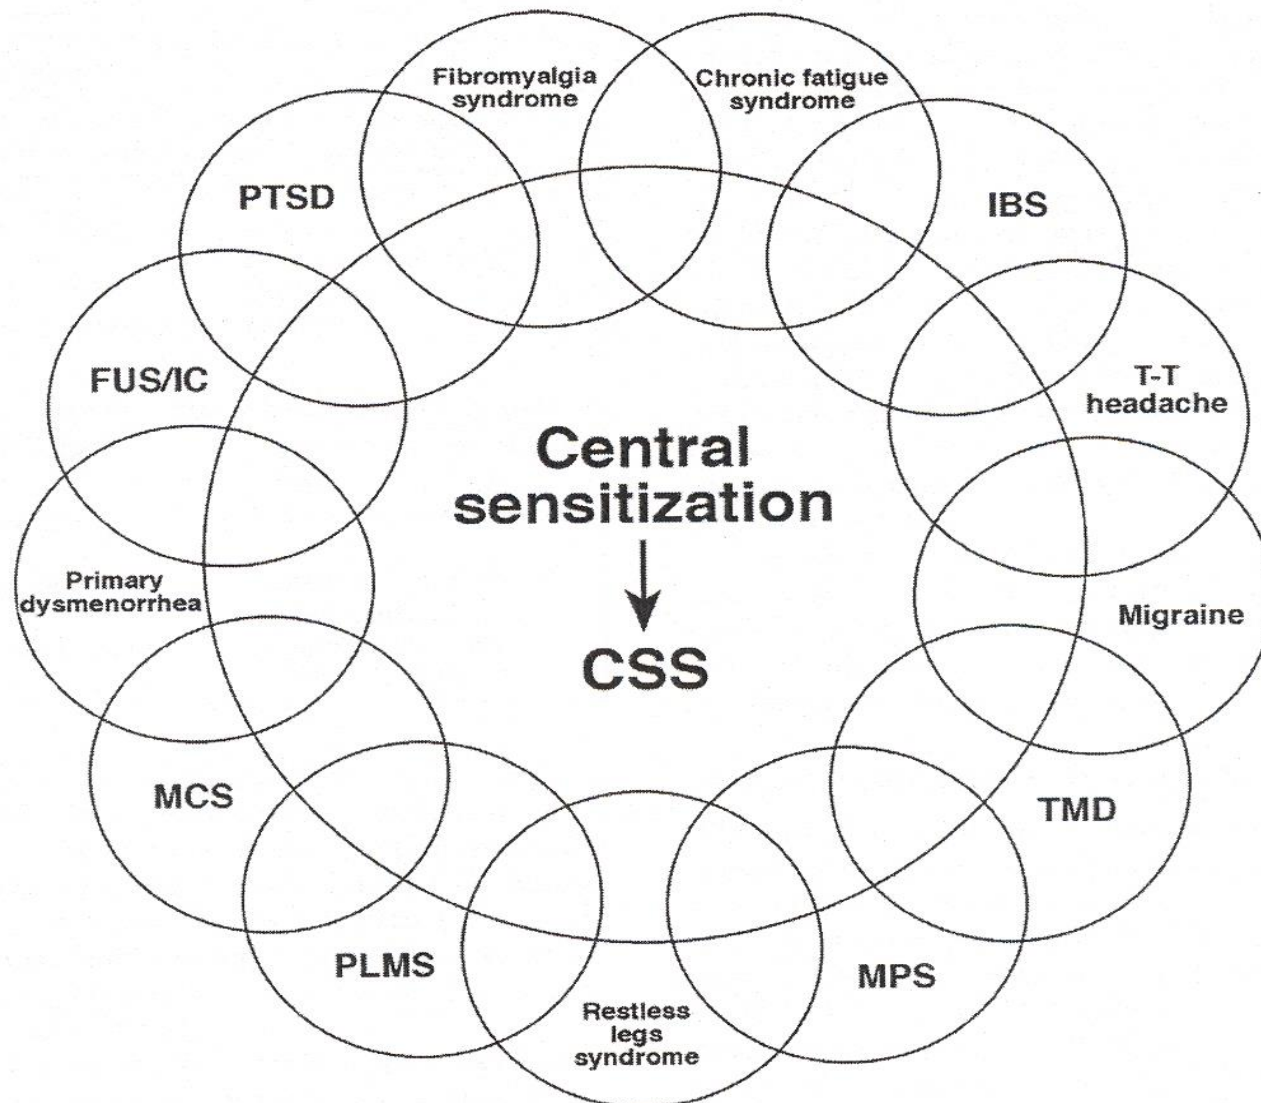 Fibromyalgia
syndrome
Chronic fatigue
syndrome
PTSD
IBS
FUS/IC
T-T
headache
Central
sensitization
CSS
Primary
dysmenorrhea
Migraine
MCS
TMD
PLMS
MPS
Restless
legs
syndrome